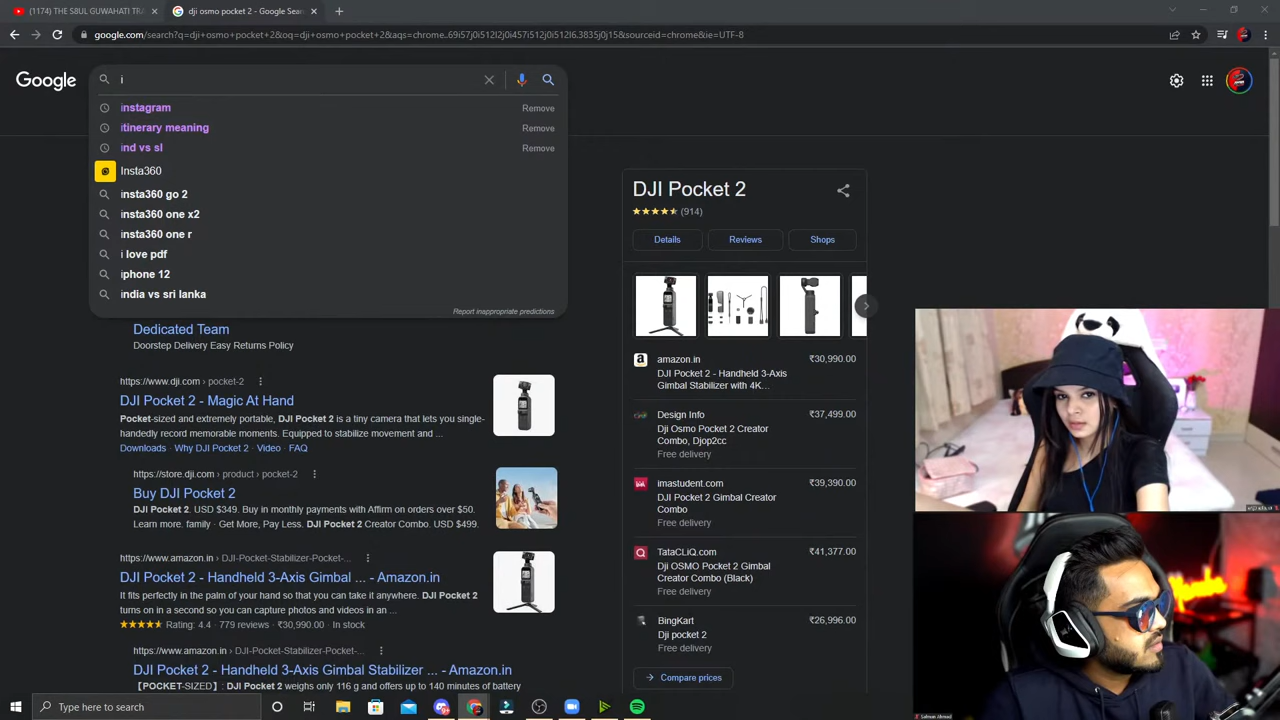 (1174) THE S8UL GUWAHATI TRA
dji osmo pocket 2 - Google Sear
google.com/search?q=dji+osmo+pocket+2&oq=dji+osmo+pocket+2&aqs=chrome..69i57j0i457i512j0i512l6.3835j0j15&sourceid=chrome&ie=UTF-8
Google
i
instagram
Remove
itinerary meaning
Remove
ind vs sl
Remove
Insta360
insta360 go 2
insta360 one x2
insta360 one r
i love pdf
iphone 12
india vs sri lanka
Report inappropriate predictions
Dedicated Team
Doorstep Delivery Easy Returns Policy
https://www.dji.com › pocket-2
DJI Pocket 2 - Magic At Hand
Pocket-sized and extremely portable, DJI Pocket 2 is a tiny camera that lets you single-
handedly record memorable moments. Equipped to stabilize movement and ...
Downloads · Why DJI Pocket 2 · Video · FAQ
https://store.dji.com › product › pocket-2
Buy DJI Pocket 2
DJI Pocket 2. USD $349. Buy in monthly payments with Affirm on orders over $50.
Learn more. family · Get More, Pay Less. DJI Pocket 2 Creator Combo. USD $499.
https://www.amazon.in › DJI-Pocket-Stabilizer-Pocket-...
DJI Pocket 2 - Handheld 3-Axis Gimbal ... - Amazon.in
It fits perfectly in the palm of your hand so that you can take it anywhere. DJI Pocket 2
turns on in a second so you can capture photos and videos in an ...
Rating: 4.4 · 779 reviews · ₹30,990.00 · In stock
https://www.amazon.in › DJI-Pocket-Stabilizer-Pocket-...
DJI Pocket 2 - Handheld 3-Axis Gimbal Stabilizer ... - Amazon.in
【POCKET-SIZED】: DJI Pocket 2 weighs only 116 g and offers up to 140 minutes of battery
DJI Pocket 2
(914)
Details
Reviews
Shops
amazon.in
₹30,990.00
DJI Pocket 2 - Handheld 3-Axis
Gimbal Stabilizer with 4K...
Design Info
₹37,499.00
Dji Osmo Pocket 2 Creator
Combo, Djop2cc
Free delivery
imastudent.com
₹39,390.00
DJI Pocket 2 Gimbal Creator
Combo
Free delivery
TataCLiQ.com
₹41,377.00
Dji OSMO Pocket 2 Gimbal
Creator Combo (Black)
Free delivery
BingKart
₹26,996.00
Dji pocket 2
Free delivery
Compare prices
Salman Ahmad
Type here to search